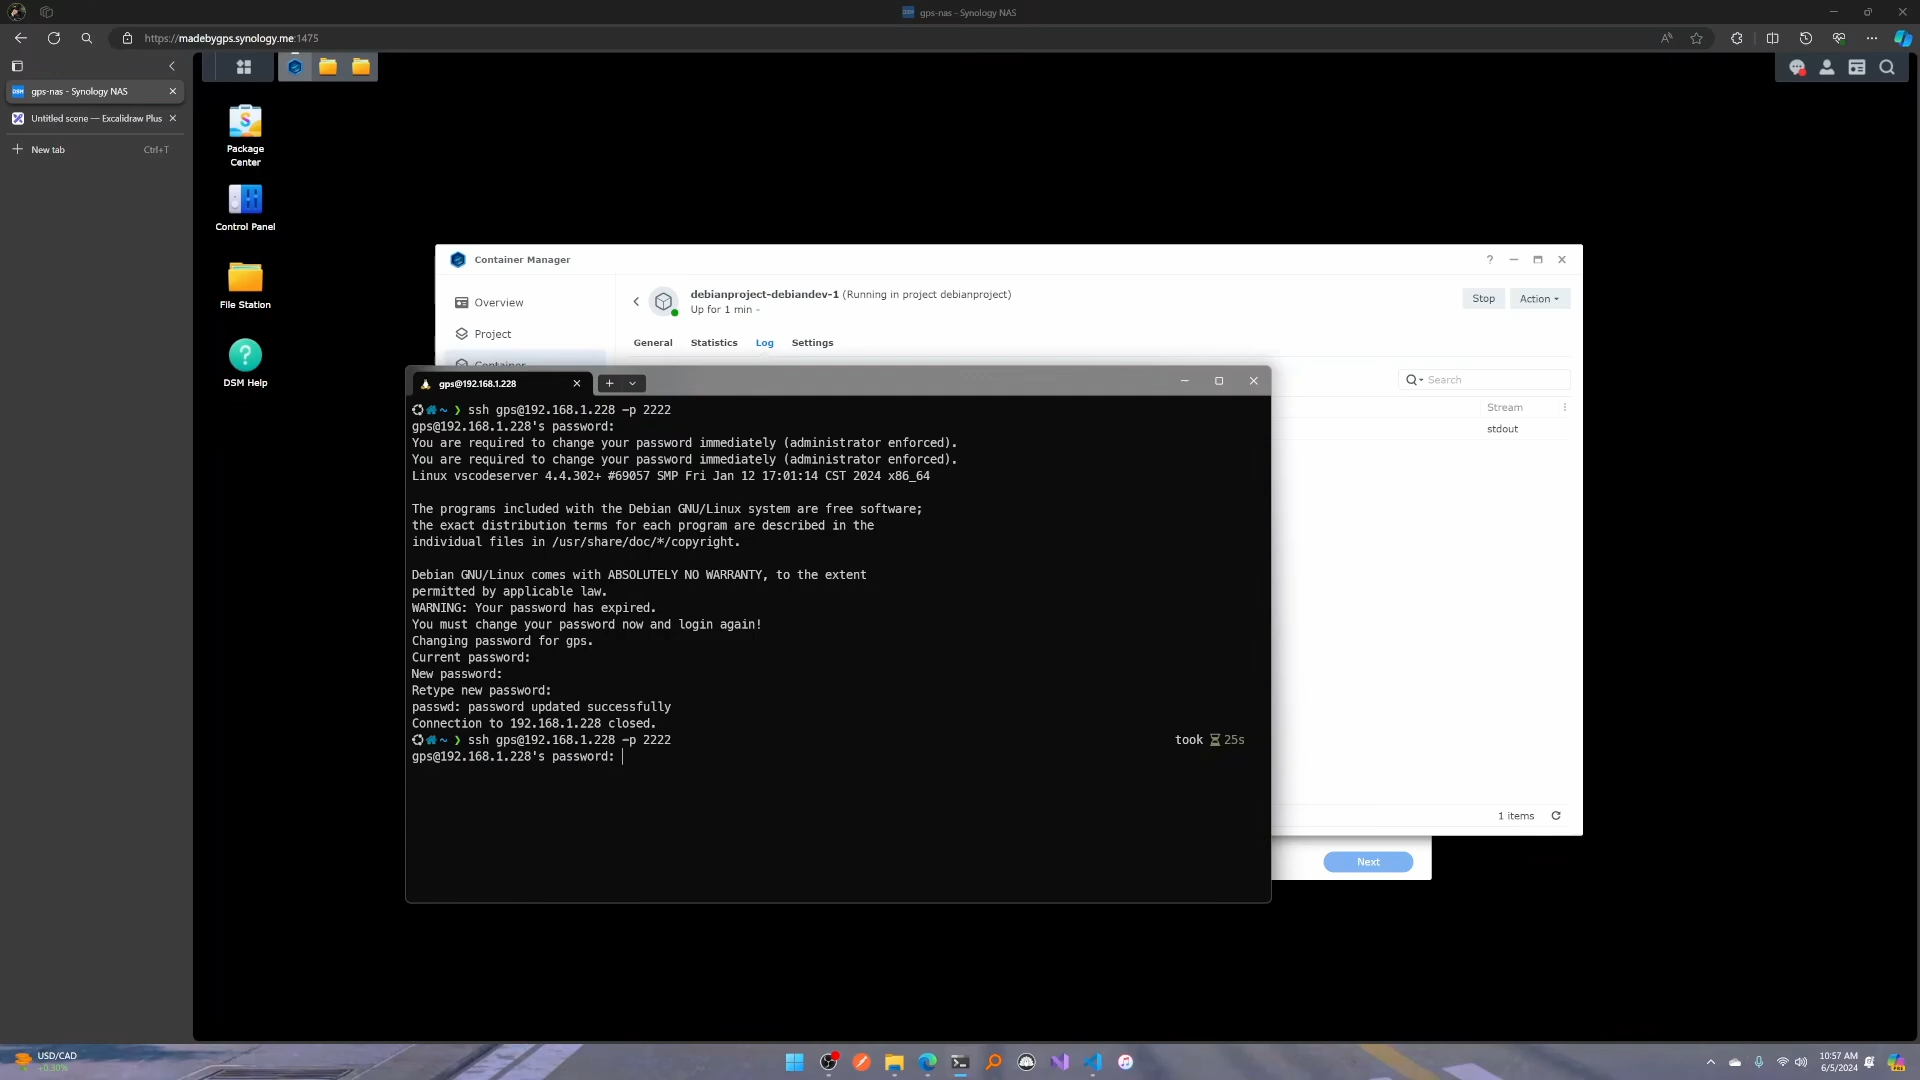 gps-nas - Synology NAS
https://madebygps.synology.me:1475
gps-nas - Synology NAS
Untitled scene — Excalidraw Plus
New tab
Ctrl+T
Package
Center
Control Panel
File Station
DSM Help
Container Manager
Overview
Project
Container
debianproject-debiandev-1 (Running in project debianproject)
Up for 1 min -
Stop
Action
General
Statistics
Log
Settings
Search
Stream
stdout
1 items
Next
gps@192.168.1.228
~ ❯ ssh gps@192.168.1.228 -p 2222
gps@192.168.1.228's password:
You are required to change your password immediately (administrator enforced).
You are required to change your password immediately (administrator enforced).
Linux vscodeserver 4.4.302+ #69057 SMP Fri Jan 12 17:01:14 CST 2024 x86_64
The programs included with the Debian GNU/Linux system are free software;
the exact distribution terms for each program are described in the
individual files in /usr/share/doc/*/copyright.
Debian GNU/Linux comes with ABSOLUTELY NO WARRANTY, to the extent
permitted by applicable law.
WARNING: Your password has expired.
You must change your password now and login again!
Changing password for gps.
Current password:
New password:
Retype new password:
passwd: password updated successfully
Connection to 192.168.1.228 closed.
~ ❯ ssh gps@192.168.1.228 -p 2222
took 25s
gps@192.168.1.228's password:
USD/CAD
+0.30%
10:57 AM
6/5/2024